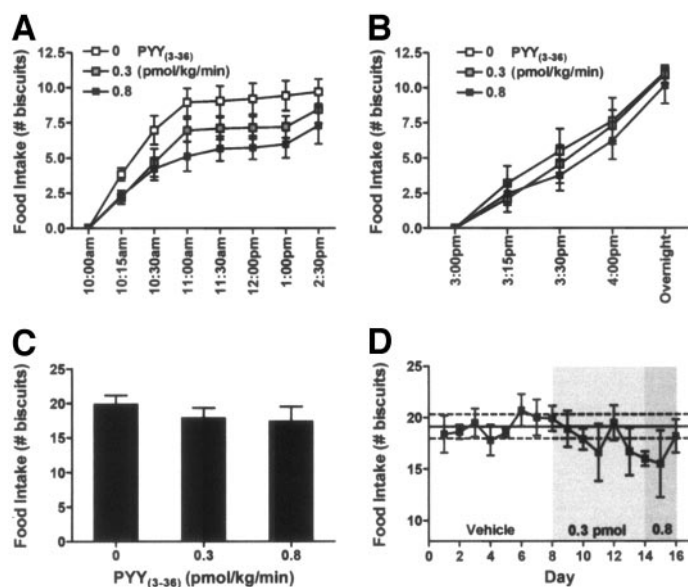 A
0 PYY(3-36)
0.3 (pmol/kg/min)
0.8
Food Intake (# biscuits)
12.5
10.0
7.5
5.0
2.5
0.0
10:00am
10:15am
10:30am
11:00am
11:30am
12:00pm
1:00pm
2:30pm
B
0 PYY(3-36)
0.3 (pmol/kg/min)
0.8
Food Intake (# biscuits)
12.5
10.0
7.5
5.0
2.5
0.0
3:00pm
3:15pm
3:30pm
4:00pm
Overnight
C
Food Intake (# biscuits)
25
20
15
10
5
0
0 0.3 0.8
PYY(3-36) (pmol/kg/min)
D
Food Intake (# biscuits)
25
20
15
10
Vehicle 0.3 pmol 0.8
0 2 4 6 8 10 12 14 16
Day